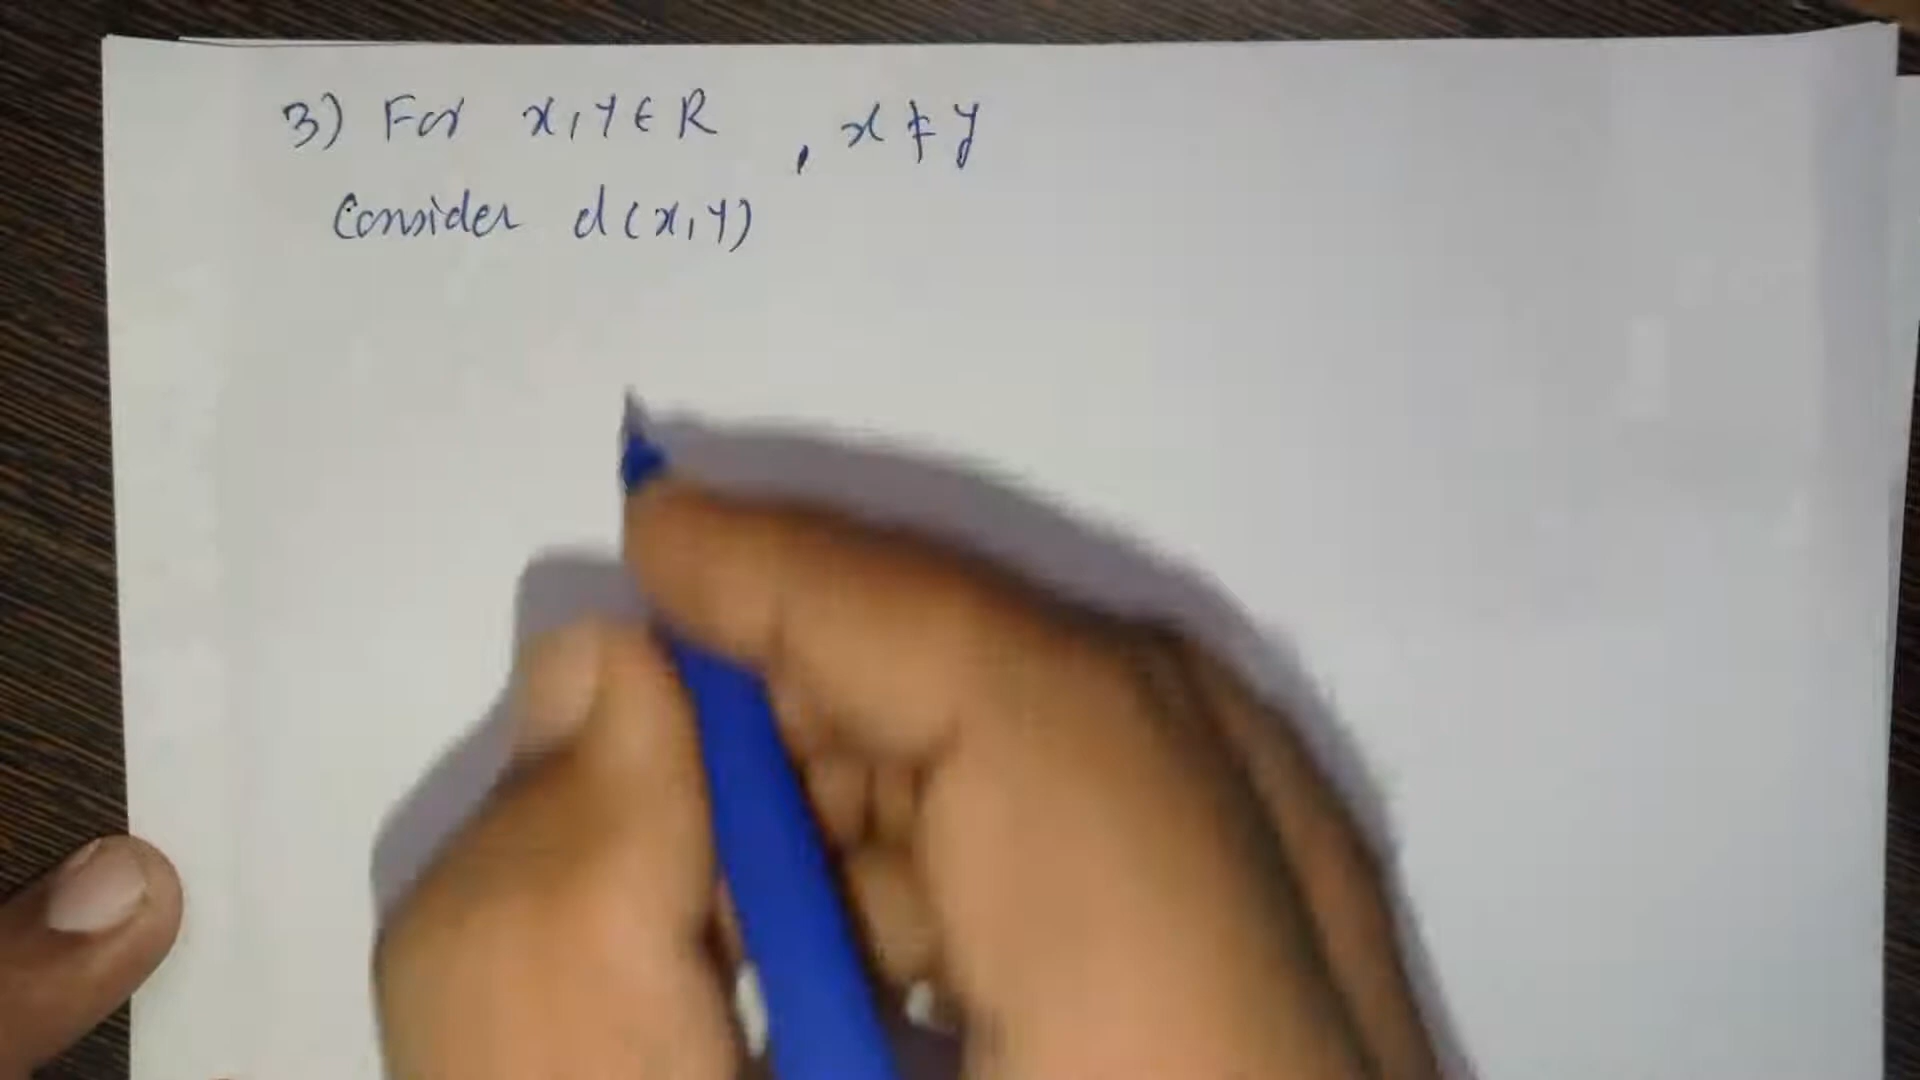 3) For x, y ∈ R , x ≠ y
Consider d(x, y)